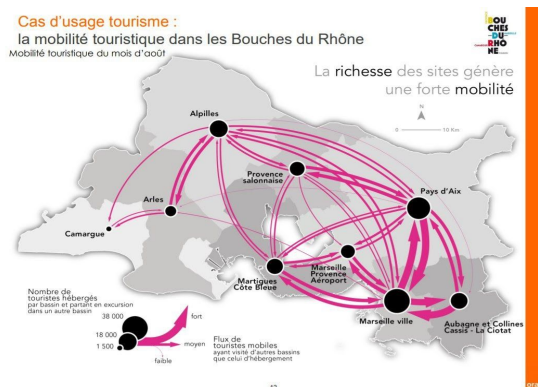 Cas d'usage tourisme :
la mobilité touristique dans les Bouches du Rhône
Mobilité touristique du mois d'août
BOU
CHES
DU
RHÔ
NE
La richesse des sites génère
une forte mobilité
N
0 10 Km
Alpilles
Provence
salonnaise
Pays d'Aix
Arles
Camargue
Martigues
Côte Bleue
Marseille
Provence
Aéroport
Marseille ville
Aubagne et Collines
Cassis - La Ciotat
Nombre de
touristes hébergés
par bassin et partant en excursion
dans un autre bassin
38 000
18 000
1 500
fort
moyen
faible
Flux de
touristes mobiles
ayant visité d'autres bassins
que celui d'hébergement